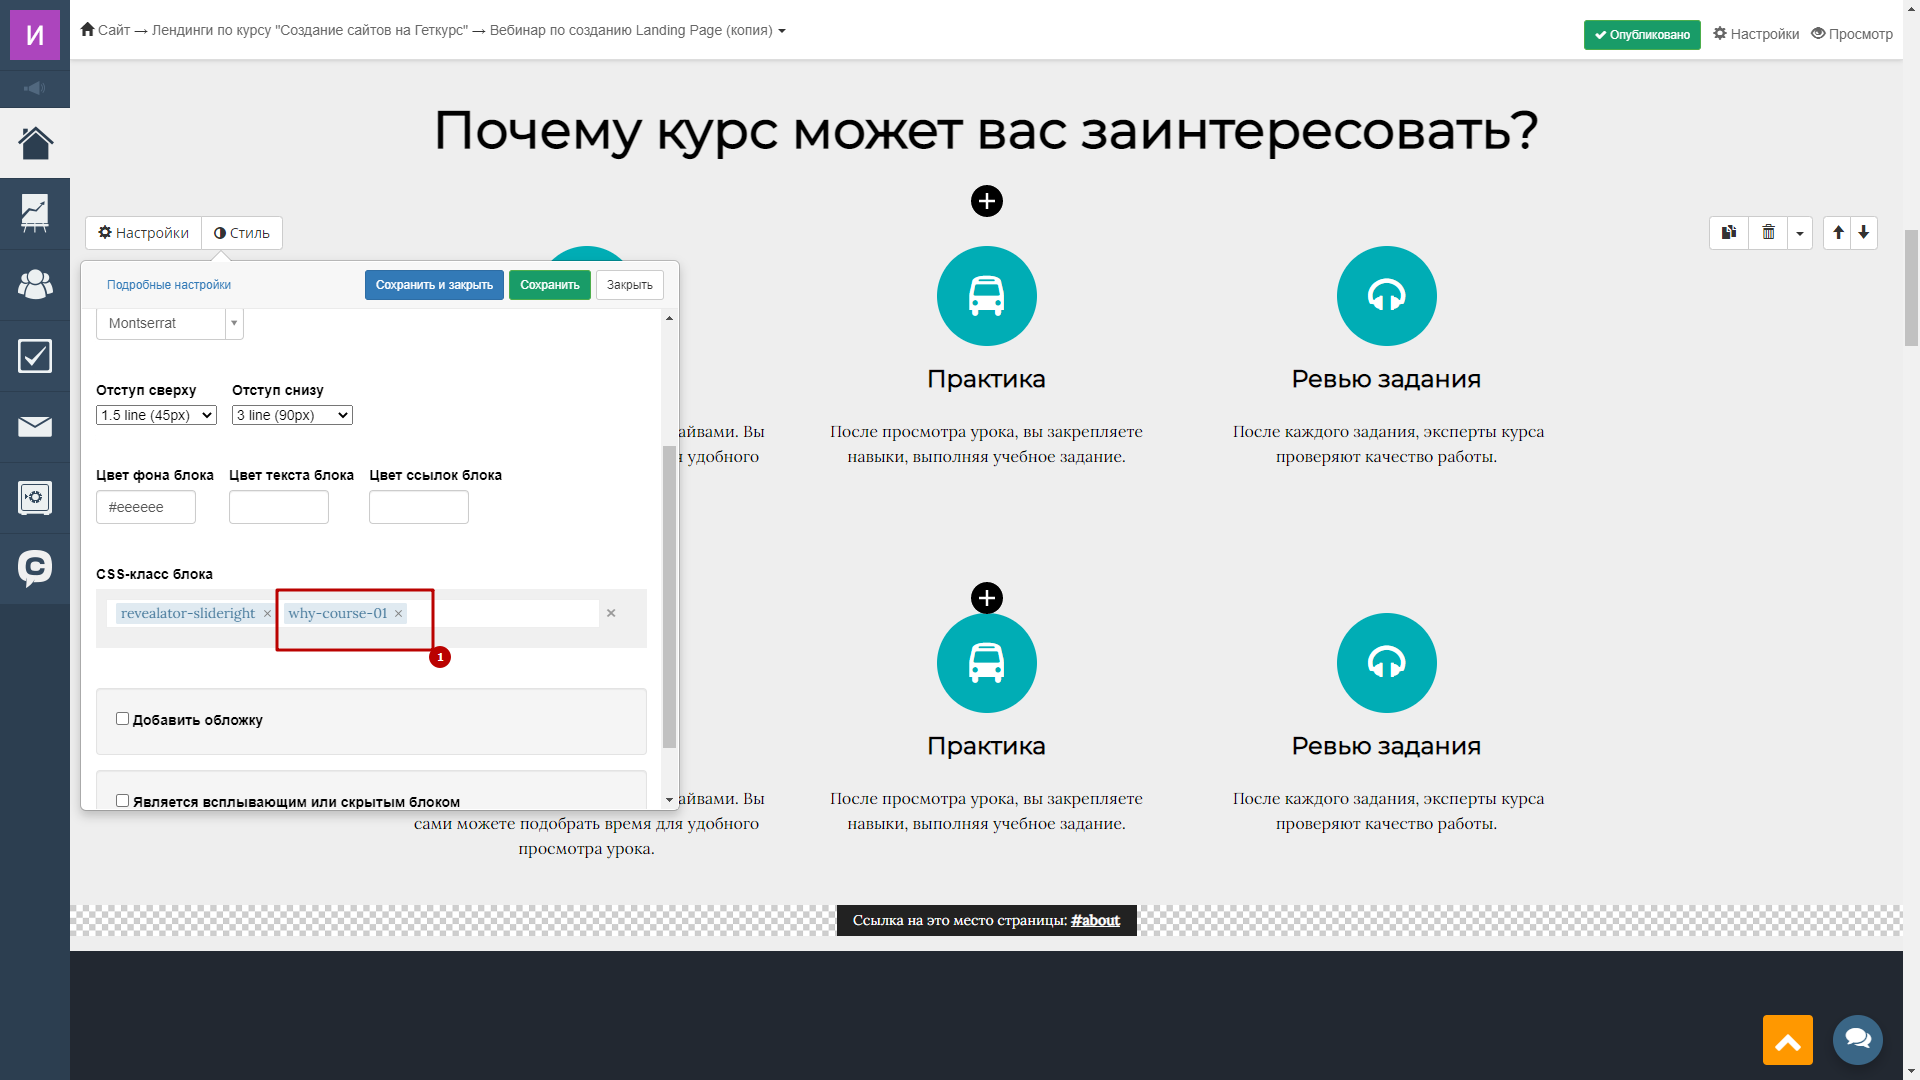 И
Сайт → Лендинги по курсу "Создание сайтов на Геткурс" → Вебинар по созданию Landing Page (копия)
Опубликовано
Настройки
Просмотр
Почему курс может вас заинтересовать?
Настройки
Стиль
Подробные настройки
Сохранить и закрыть
Сохранить
Закрыть
Montserrat
Отступ сверху
Отступ снизу
1.5 line (45px)
3 line (90px)
Цвет фона блока
Цвет текста блока
Цвет ссылок блока
#eeeeee
CSS-класс блока
revealator-slideright ×
why-course-01 ×
×
1
Добавить обложку
Является всплывающим или скрытым блоком
айвами. Вы
удобного
Практика
После просмотра урока, вы закрепляете
навыки, выполняя учебное задание.
Ревью задания
После каждого задания, эксперты курса
проверяют качество работы.
айвами. Вы
сами можете подобрать время для удобного
просмотра урока.
Практика
После просмотра урока, вы закрепляете
навыки, выполняя учебное задание.
Ревью задания
После каждого задания, эксперты курса
проверяют качество работы.
Ссылка на это место страницы: #about